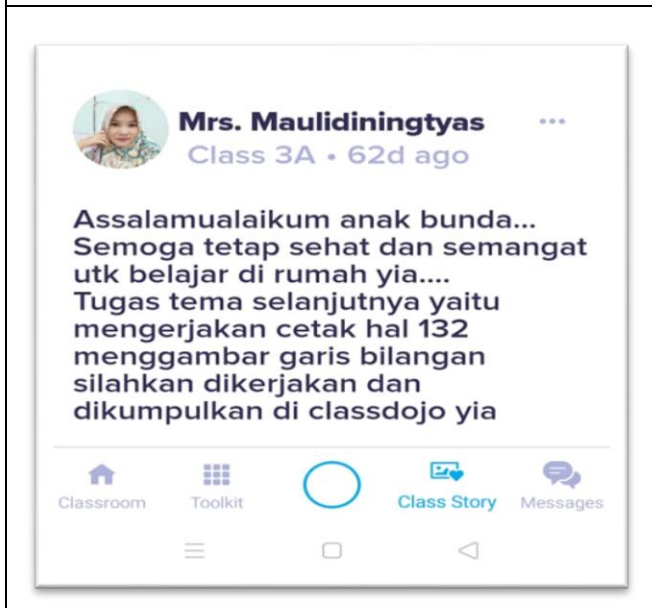 Mrs. Maulidiningtyas
Class 3A • 62d ago
Assalamualaikum anak bunda...
Semoga tetap sehat dan semangat
utk belajar di rumah yia....
Tugas tema selanjutnya yaitu
mengerjakan cetak hal 132
menggambar garis bilangan
silahkan dikerjakan dan
dikumpulkan di classdojo yia
Classroom Toolkit Class Story Messages